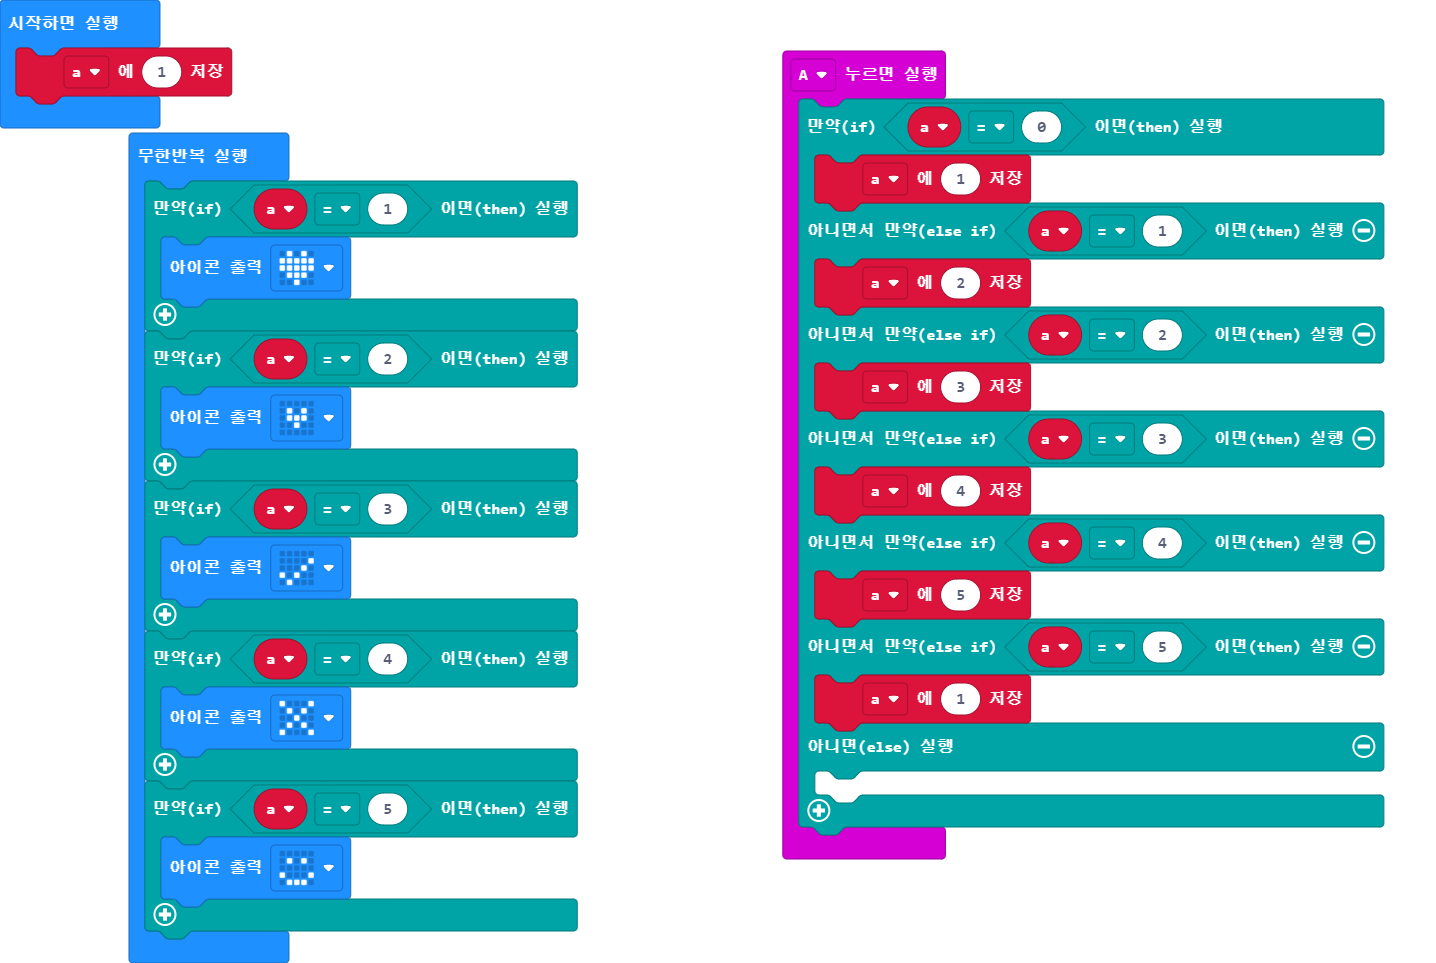 시작하면 실행
a 에 1 저장
무한반복 실행
만약(if) a = 1 이면(then) 실행
아이콘 출력
만약(if) a = 2 이면(then) 실행
아이콘 출력
만약(if) a = 3 이면(then) 실행
아이콘 출력
만약(if) a = 4 이면(then) 실행
아이콘 출력
만약(if) a = 5 이면(then) 실행
아이콘 출력
A 누르면 실행
만약(if) a = 0 이면(then) 실행
a 에 1 저장
아니면서 만약(else if) a = 1 이면(then) 실행
a 에 2 저장
아니면서 만약(else if) a = 2 이면(then) 실행
a 에 3 저장
아니면서 만약(else if) a = 3 이면(then) 실행
a 에 4 저장
아니면서 만약(else if) a = 4 이면(then) 실행
a 에 5 저장
아니면서 만약(else if) a = 5 이면(then) 실행
a 에 1 저장
아니면(else) 실행